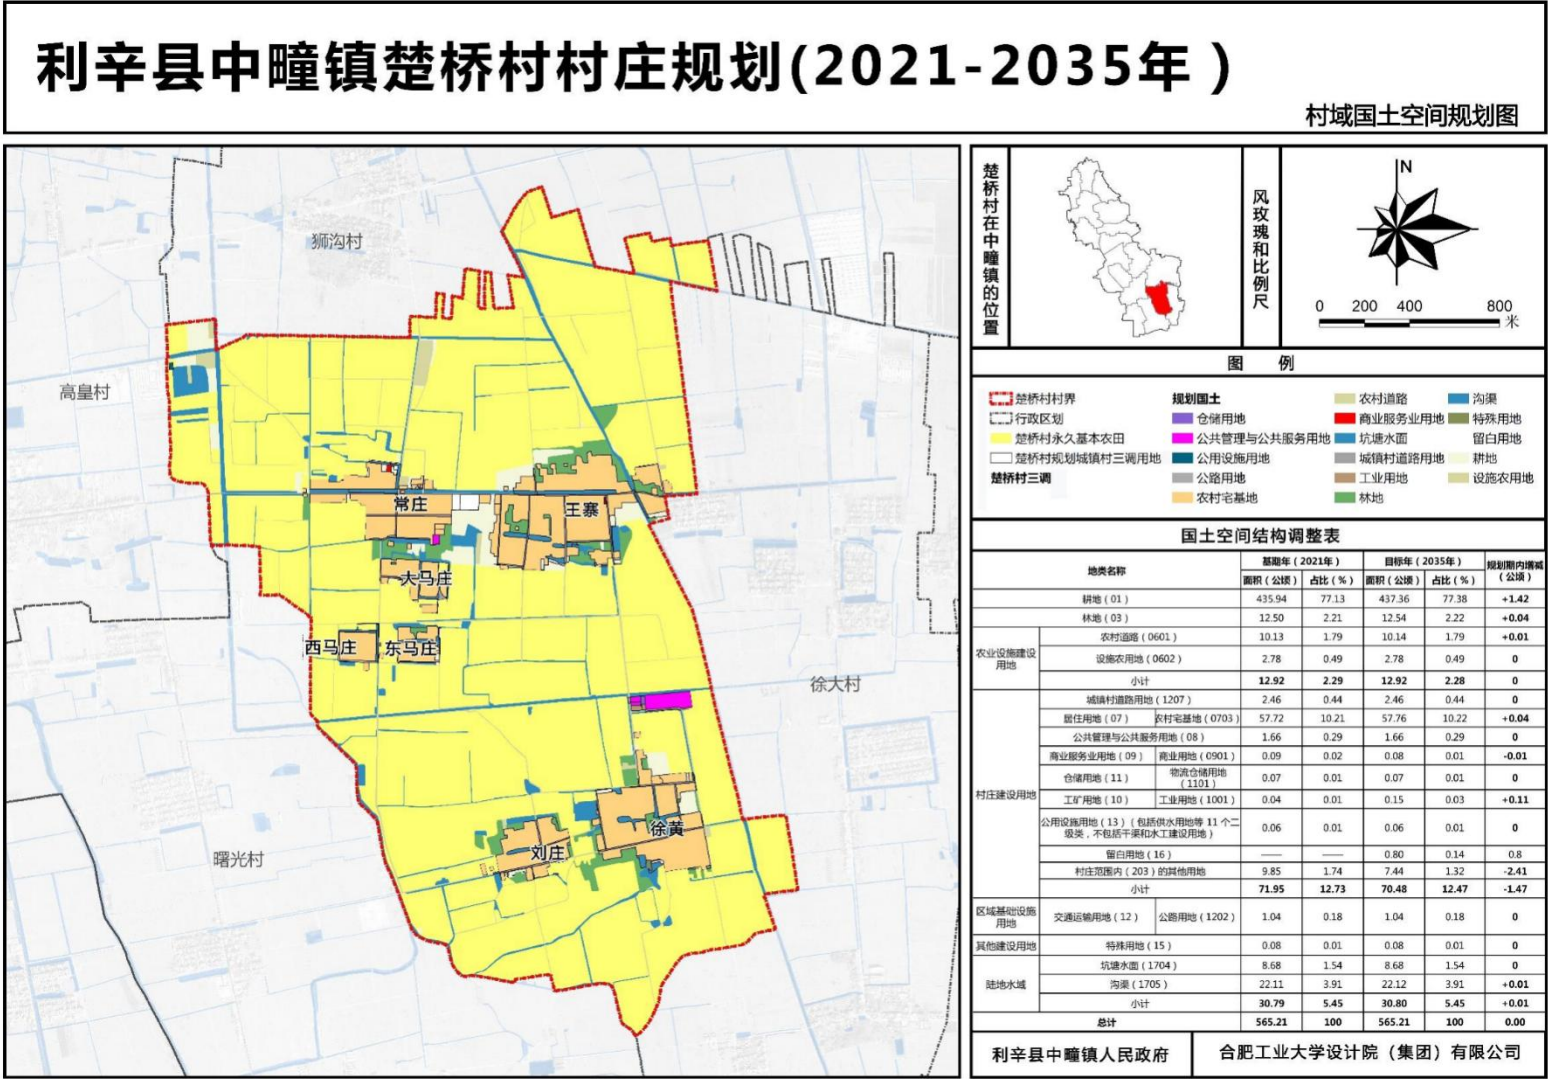 利辛县中疃镇楚桥村村庄规划(2021-2035年)
村域国土空间规划图
狮沟村
高皇村
常庄
王寨
大马庄
西马庄
东马庄
徐大村
曙光村
刘庄
徐黄
楚桥村在中疃镇的位置
风玫瑰和比例尺
N
0 200 400 800
米
图 例
楚桥村村界
行政区划
楚桥村永久基本农田
楚桥村规划城镇村三调用地
楚桥村三调
规划国土
仓储用地
公共管理与公共服务用地
公用设施用地
公路用地
农村宅基地
农村道路
商业服务业用地
坑塘水面
城镇村道路用地
工业用地
林地
沟渠
特殊用地
留白用地
耕地
设施农用地
国土空间结构调整表
地类名称 基期年(2021年) 目标年(2035年) 规划期内增减(公顷)
面积(公顷) 占比(%) 面积(公顷) 占比(%)
耕地(01) 435.94 77.13 437.36 77.38 +1.42
林地(03) 12.50 2.21 12.54 2.22 +0.04
农业设施建设用地
农村道路(0601) 10.13 1.79 10.14 1.79 +0.01
设施农用地(0602) 2.78 0.49 2.78 0.49 0
小计 12.92 2.29 12.92 2.28 0
村庄建设用地
城镇村道路用地(1207) 2.46 0.44 2.46 0.44 0
居住用地(07) 农村宅基地(0703) 57.72 10.21 57.76 10.22 +0.04
公共管理与公共服务用地(08) 1.66 0.29 1.66 0.29 0
商业服务业用地(09) 商业用地(0901) 0.09 0.02 0.08 0.01 -0.01
仓储用地(11) 物流仓储用地(1101) 0.07 0.01 0.07 0.01 0
工矿用地(10) 工业用地(1001) 0.04 0.01 0.15 0.03 +0.11
公用设施用地(13)(包括供水用地等 11 个二级类,不包括干渠和水工建设用地) 0.06 0.01 0.06 0.01 0
留白用地(16) —— —— 0.80 0.14 0.8
村庄范围内(203)的其他用地 9.85 1.74 7.44 1.32 -2.41
小计 71.95 12.73 70.48 12.47 -1.47
区域基础设施用地 交通运输用地(12) 公路用地(1202) 1.04 0.18 1.04 0.18 0
其他建设用地 特殊用地(15) 0.08 0.01 0.08 0.01 0
陆地水域
坑塘水面(1704) 8.68 1.54 8.68 1.54 0
沟渠(1705) 22.11 3.91 22.12 3.91 +0.01
小计 30.79 5.45 30.80 5.45 +0.01
总计 565.21 100 565.21 100 0.00
利辛县中疃镇人民政府
合肥工业大学设计院(集团)有限公司